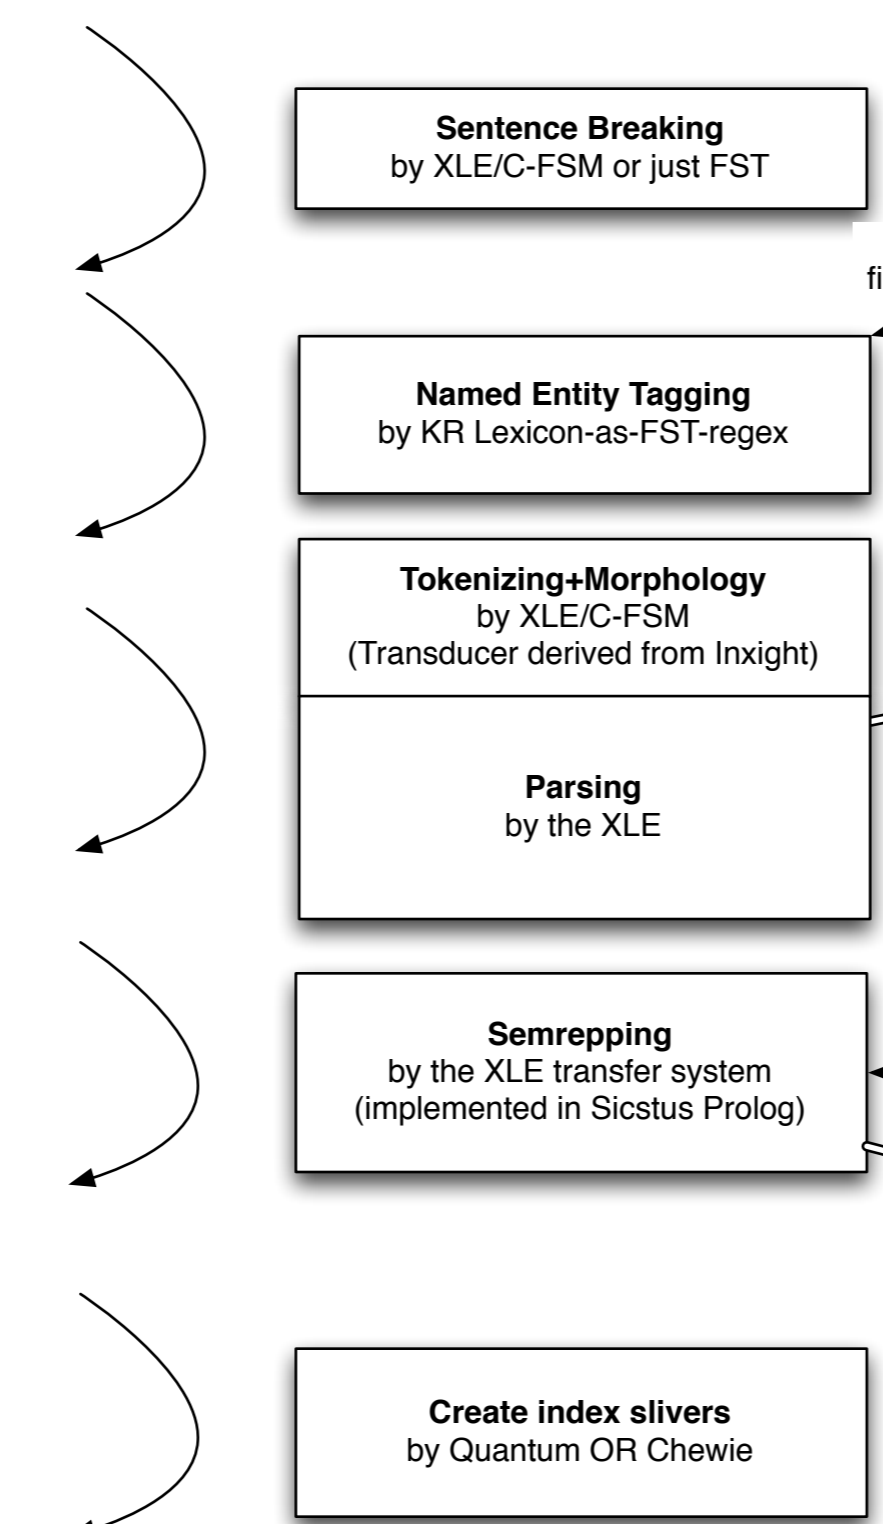 Sentence Breaking
by XLE/C-FSM or just FST
fi
Named Entity Tagging
by KR Lexicon-as-FST-regex
Tokenizing+Morphology
by XLE/C-FSM
(Transducer derived from Inxight)
Parsing
by the XLE
Semrepping
by the XLE transfer system
(implemented in Sicstus Prolog)
Create index slivers
by Quantum OR Chewie